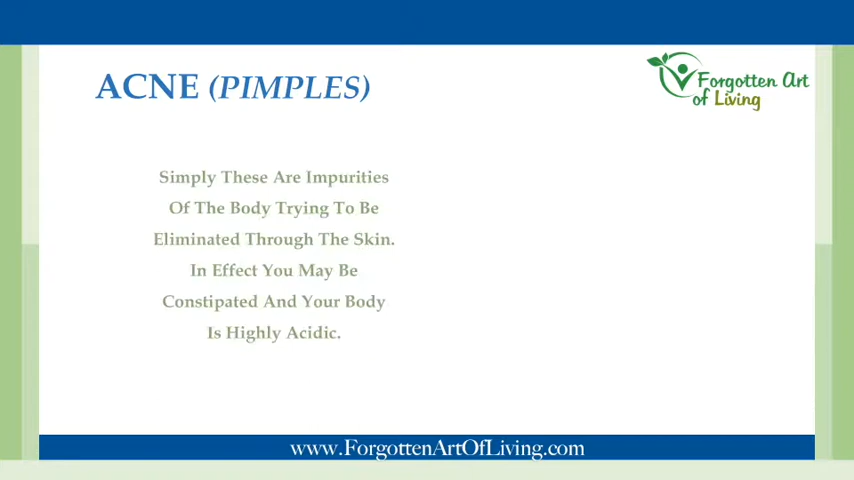 ACNE (PIMPLES)
Forgotten Art
of Living
Simply These Are Impurities
Of The Body Trying To Be
Eliminated Through The Skin.
In Effect You May Be
Constipated And Your Body
Is Highly Acidic.
www.ForgottenArtOfLiving.com